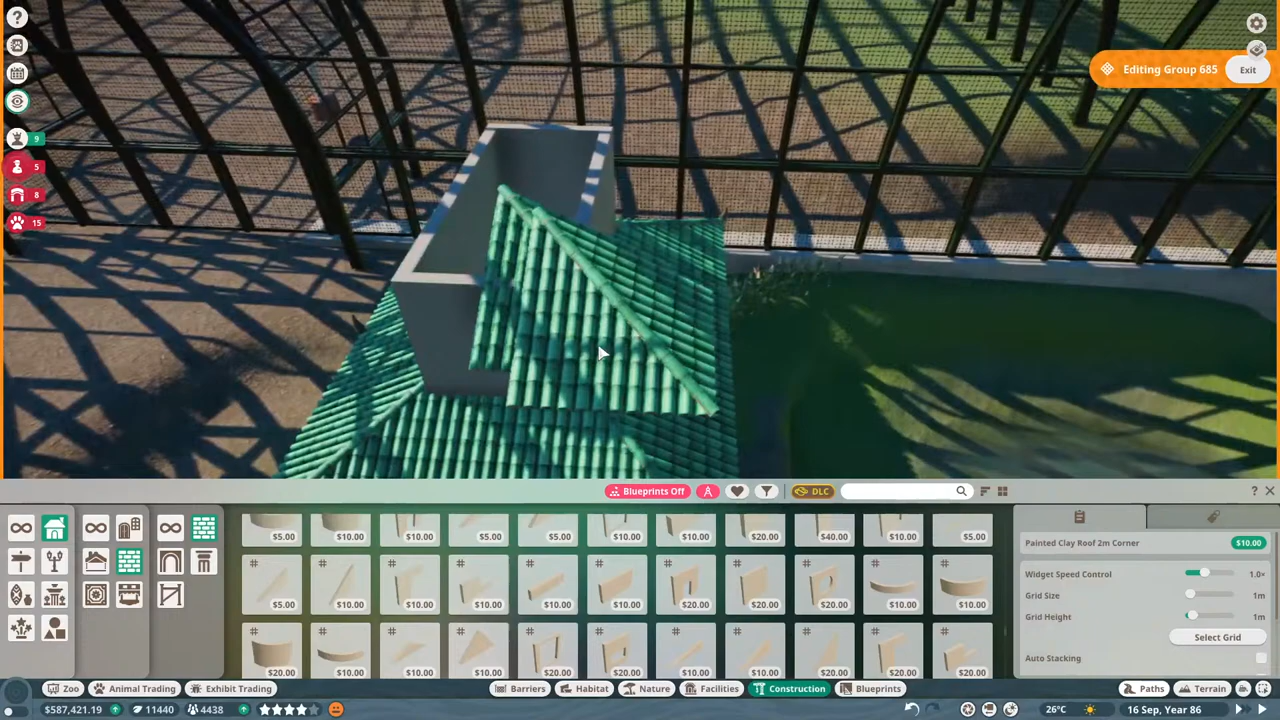 ?
Editing Group 685
Exit
9
5
8
15
Blueprints Off
DLC
? ×
$5.00 $10.00 $10.00 $5.00 $5.00 $10.00 $10.00 $20.00 $40.00 $10.00 $5.00
$5.00 $10.00 $10.00 $10.00 $10.00 $10.00 $20.00 $20.00 $20.00 $10.00 $10.00
$20.00 $10.00 $10.00 $10.00 $20.00 $20.00 $10.00 $10.00 $20.00 $20.00 $10.00
Painted Clay Roof 2m Corner
$10.00
Widget Speed Control 1.0×
Grid Size 1m
Grid Height 1m
Select Grid
Auto Stacking
Zoo Animal Trading Exhibit Trading Barriers Habitat Nature Facilities Construction Blueprints Paths Terrain
$587,421.19 11440 4438 26°C 16 Sep, Year 86